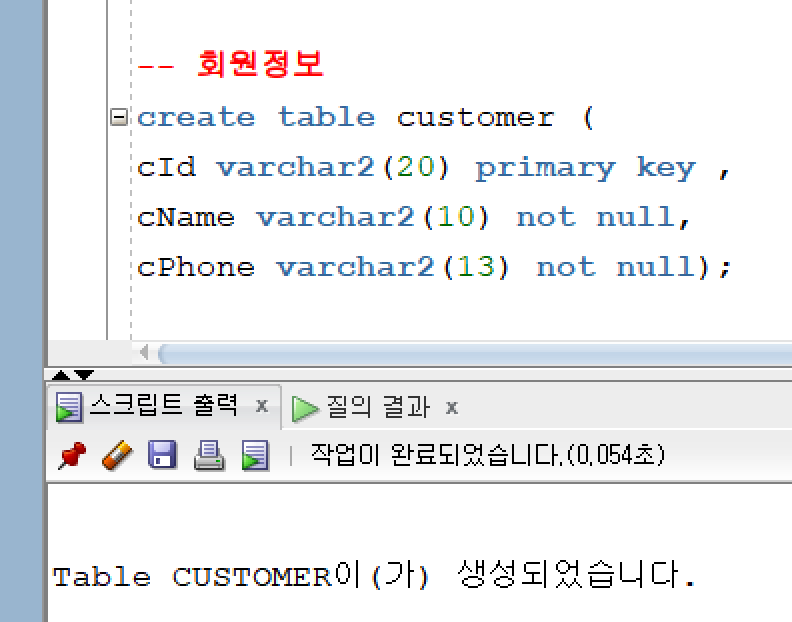 -- 회원정보
create table customer (
cId varchar2(20) primary key ,
cName varchar2(10) not null,
cPhone varchar2(13) not null);
스크립트 출력 x 질의 결과 x
작업이 완료되었습니다.(0.054초)
Table CUSTOMER이(가) 생성되었습니다.